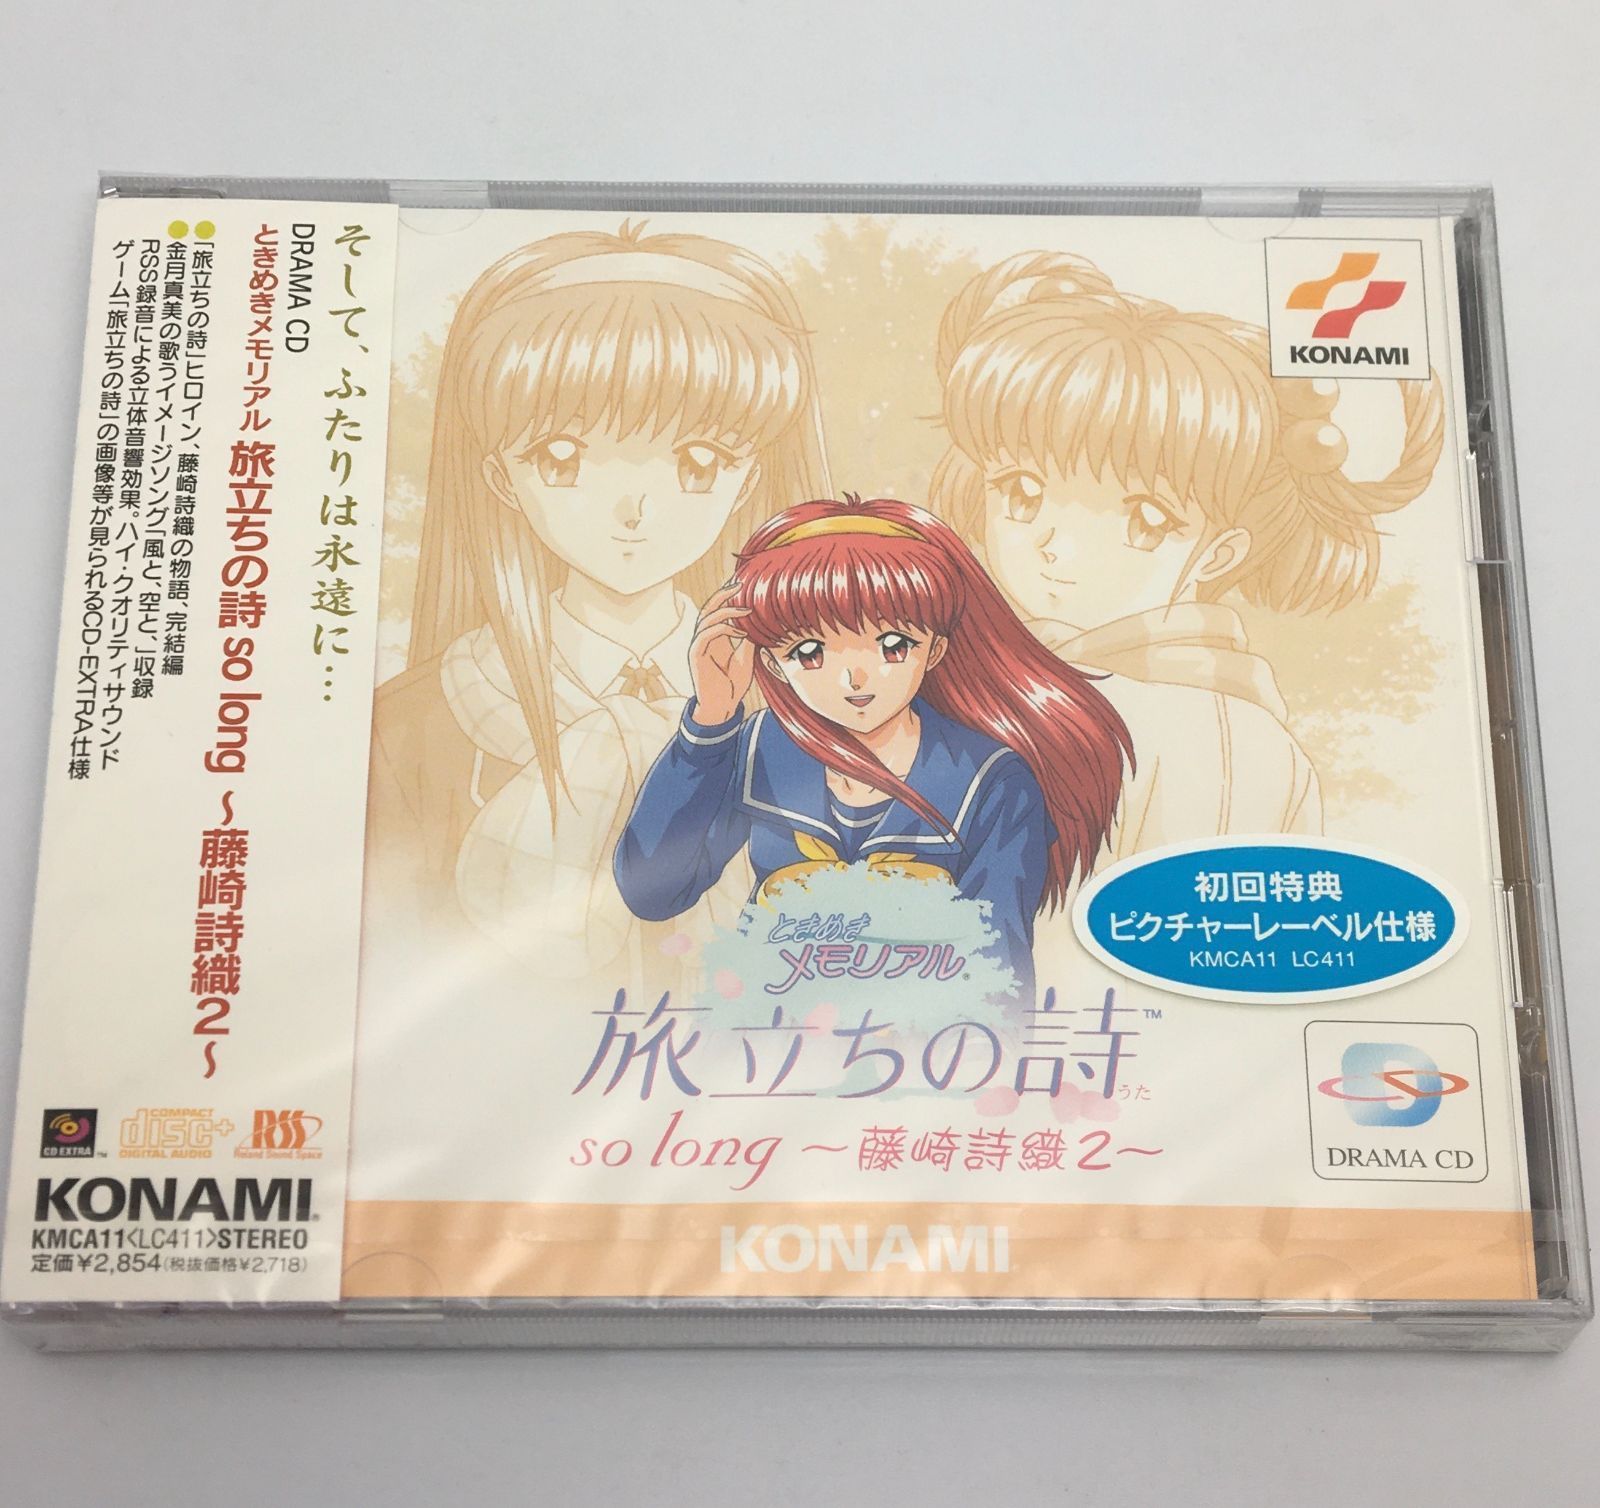 そして、ふたりは永遠に…
DRAMA CD
ときめきメモリアル 旅立ちの詩 so long ～藤崎詩織2～
●「旅立ちの詩」ヒロイン、藤崎詩織の物語、完結編
●金月真美の歌うイメージソング「風と、空と、」収録
RSS録音による立体音響効果。ハイ・クオリティサウンド
ゲーム「旅立ちの詩」の画像等が見られるCD-EXTRA仕様
CD EXTRA™
COMPACT
disc+
DIGITAL AUDIO
RSS
Roland Sound Space
KONAMI
KMCA11<LC411>STEREO
定価¥2,854(税抜価格¥2,718)
KONAMI
初回特典
ピクチャーレーベル仕様
KMCA11 LC411
ときめき
メモリアル®
旅立ちの詩™
うた
so long ～藤崎詩織2～
DRAMA CD
KONAMI